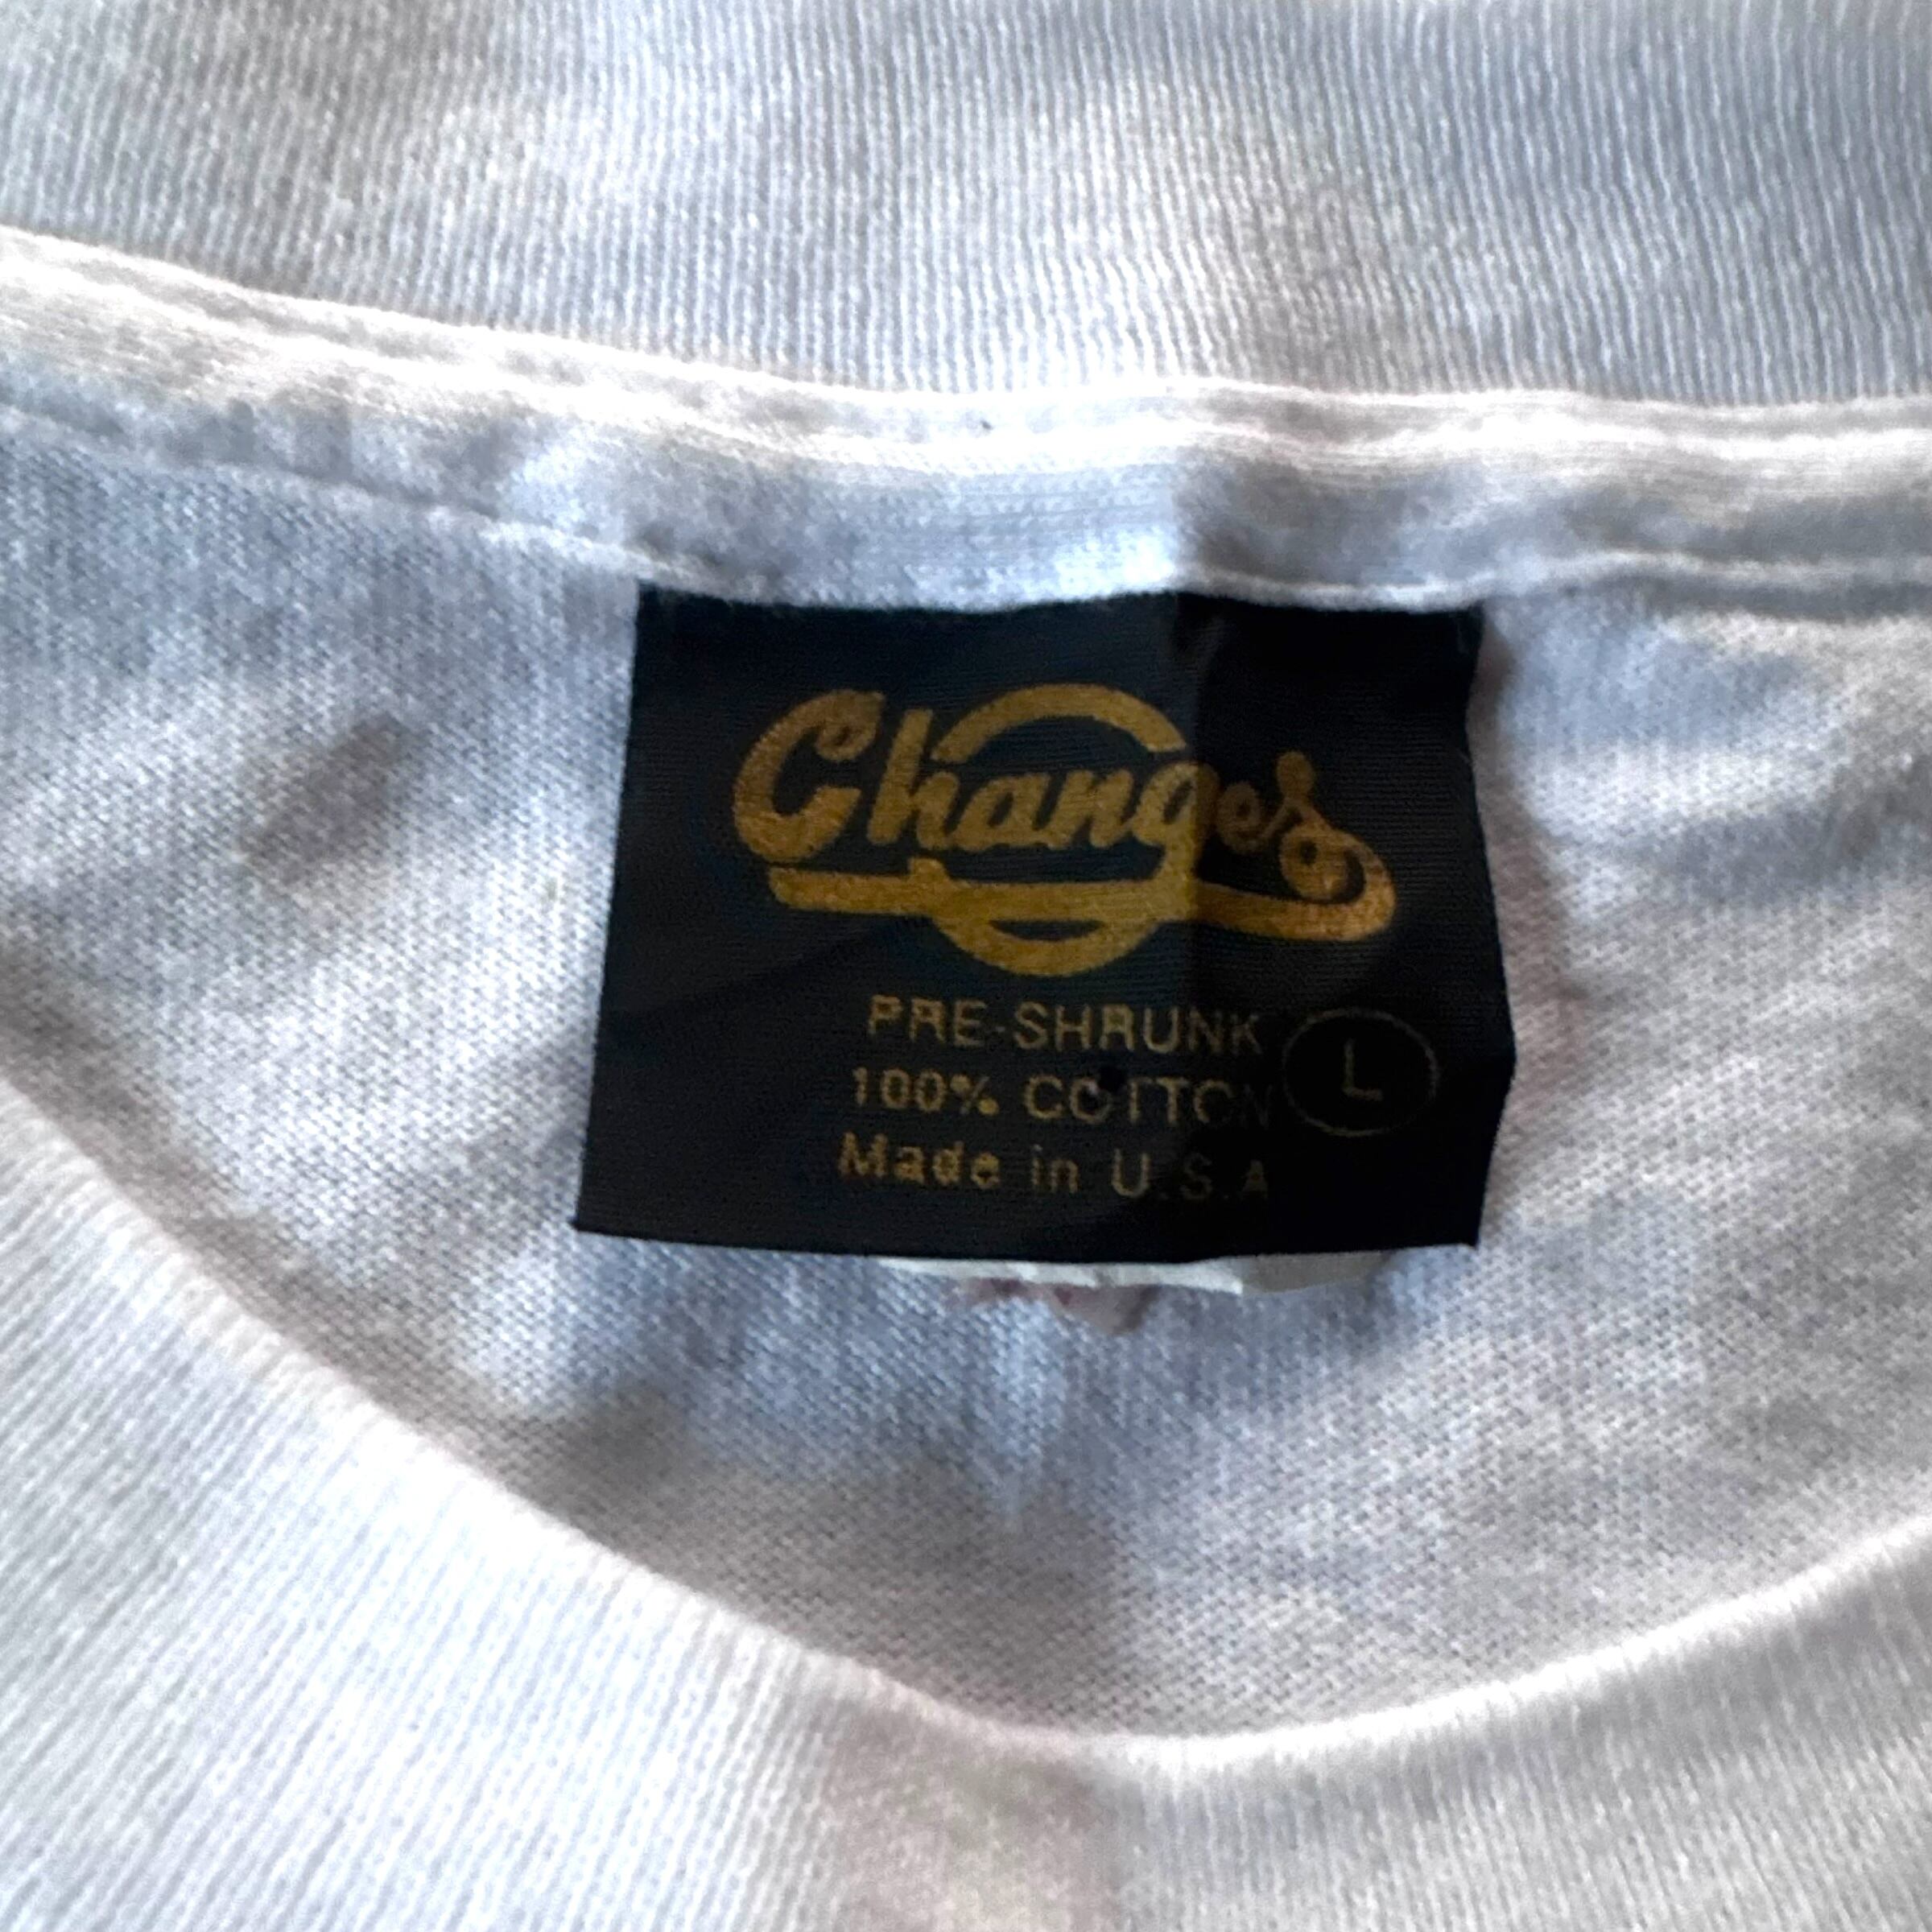 Changes
PRE-SHRUNK
100% COTTON
L
Made in U.S.A